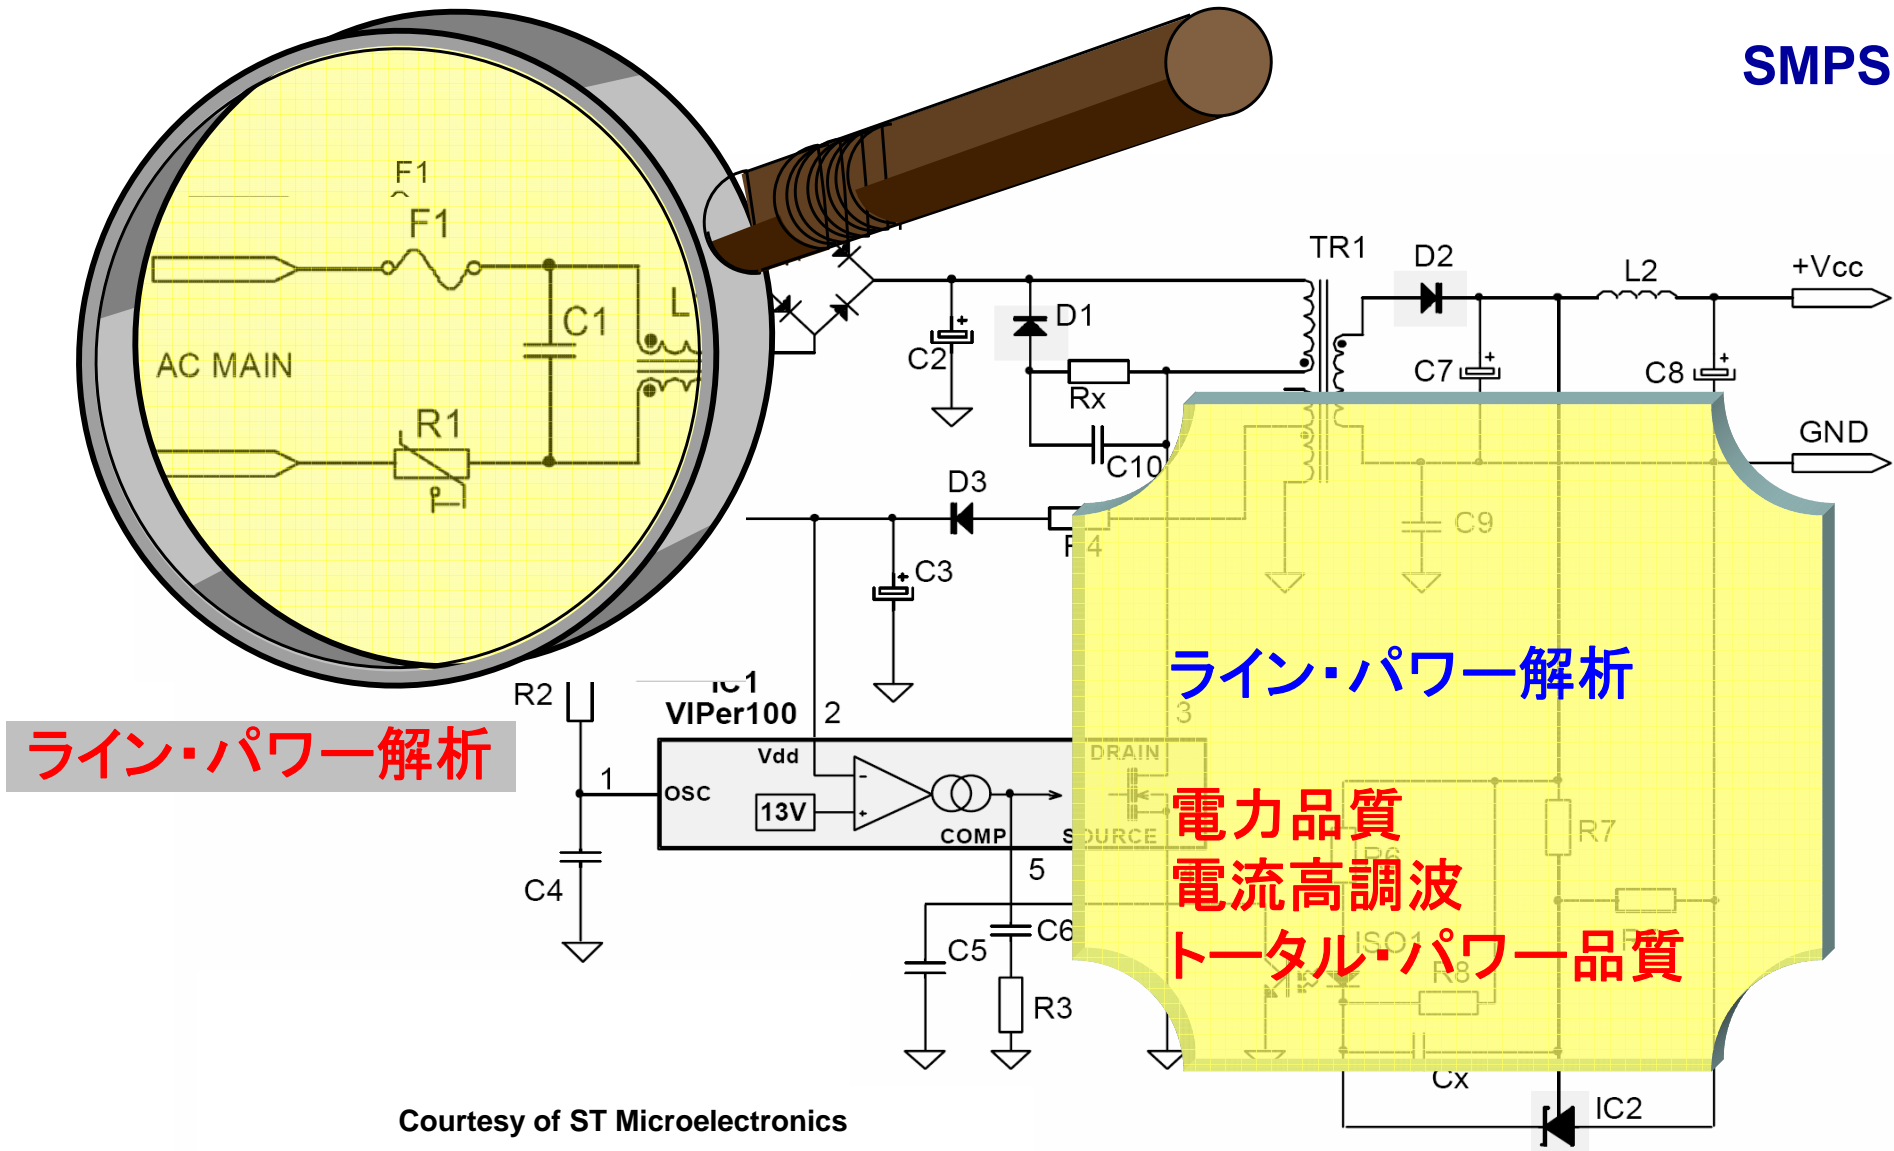 SMPS
F1
F1
TR1
D2
L2
+Vcc
L
C1
D1
C2
C7
C8
AC MAIN
Rx
R1
GND
C10
D3
C9
4
C3
ライン・パワー解析
R2
IC1
VIPer100
2
3
ライン・パワー解析
Vdd
DRAIN
1
OSC
13V
電力品質
COMP
SOURCE
R7
R6
5
C4
電流高調波
C5
C6
ISO1
トータル・パワー品質
R8
R3
Cx
Courtesy of ST Microelectronics
IC2